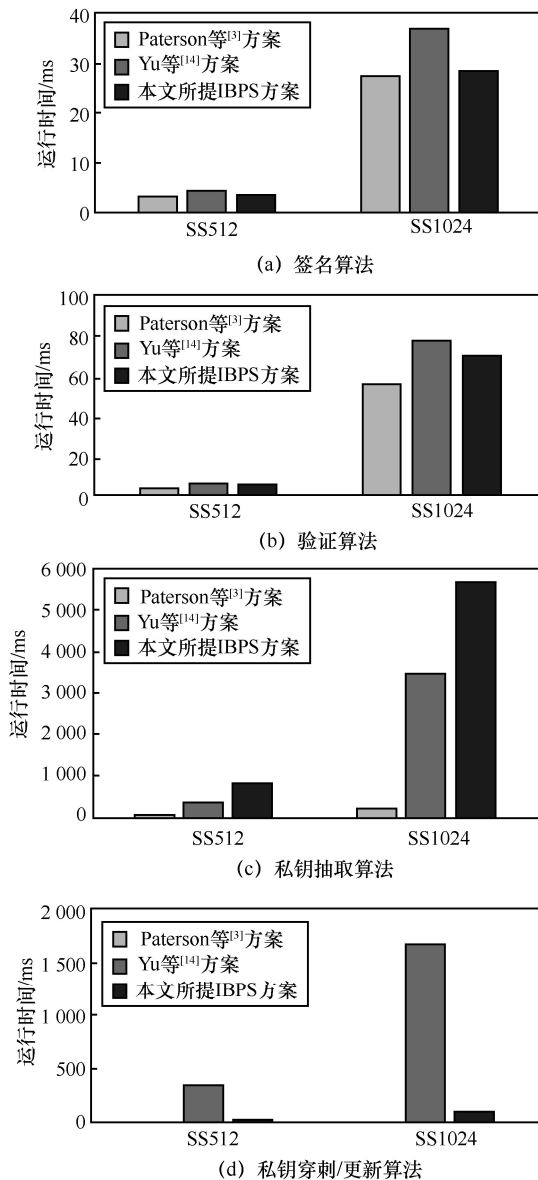 40
30
20
10
0
运行时间/ms
Paterson等[3]方案
Yu等[14]方案
本文所提IBPS方案
SS512
SS1024
(a) 签名算法
100
80
60
40
20
0
运行时间/ms
Paterson等[3]方案
Yu等[14]方案
本文所提IBPS方案
SS512
SS1024
(b) 验证算法
6 000
5 000
4 000
3 000
2 000
1 000
0
运行时间/ms
Paterson等[3]方案
Yu等[14]方案
本文所提IBPS方案
SS512
SS1024
(c) 私钥抽取算法
2 000
1 500
1 000
500
0
运行时间/ms
Paterson等[3]方案
Yu等[14]方案
本文所提IBPS方案
SS512
SS1024
(d) 私钥穿刺/更新算法